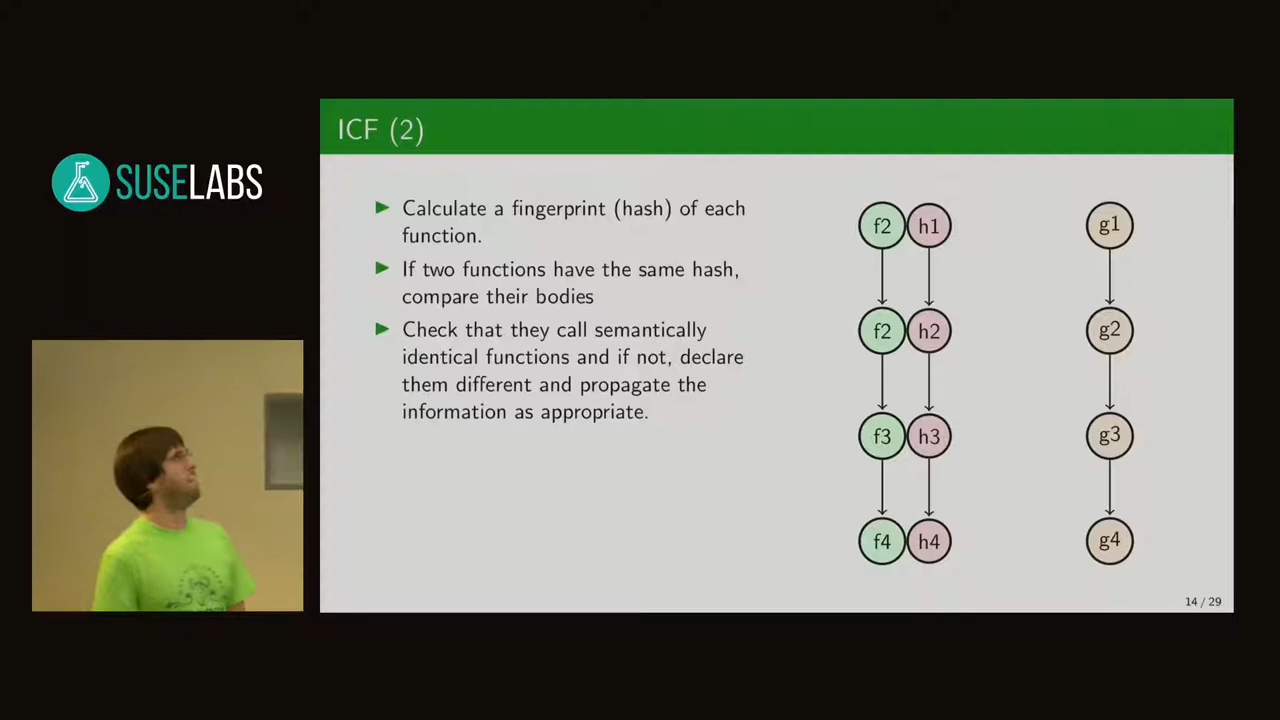 SUSELABS
ICF (2)
Calculate a fingerprint (hash) of each
function.
If two functions have the same hash,
compare their bodies
Check that they call semantically
identical functions and if not, declare
them different and propagate the
information as appropriate.
f2 h1 g1
f2 h2 g2
f3 h3 g3
f4 h4 g4
14 / 29